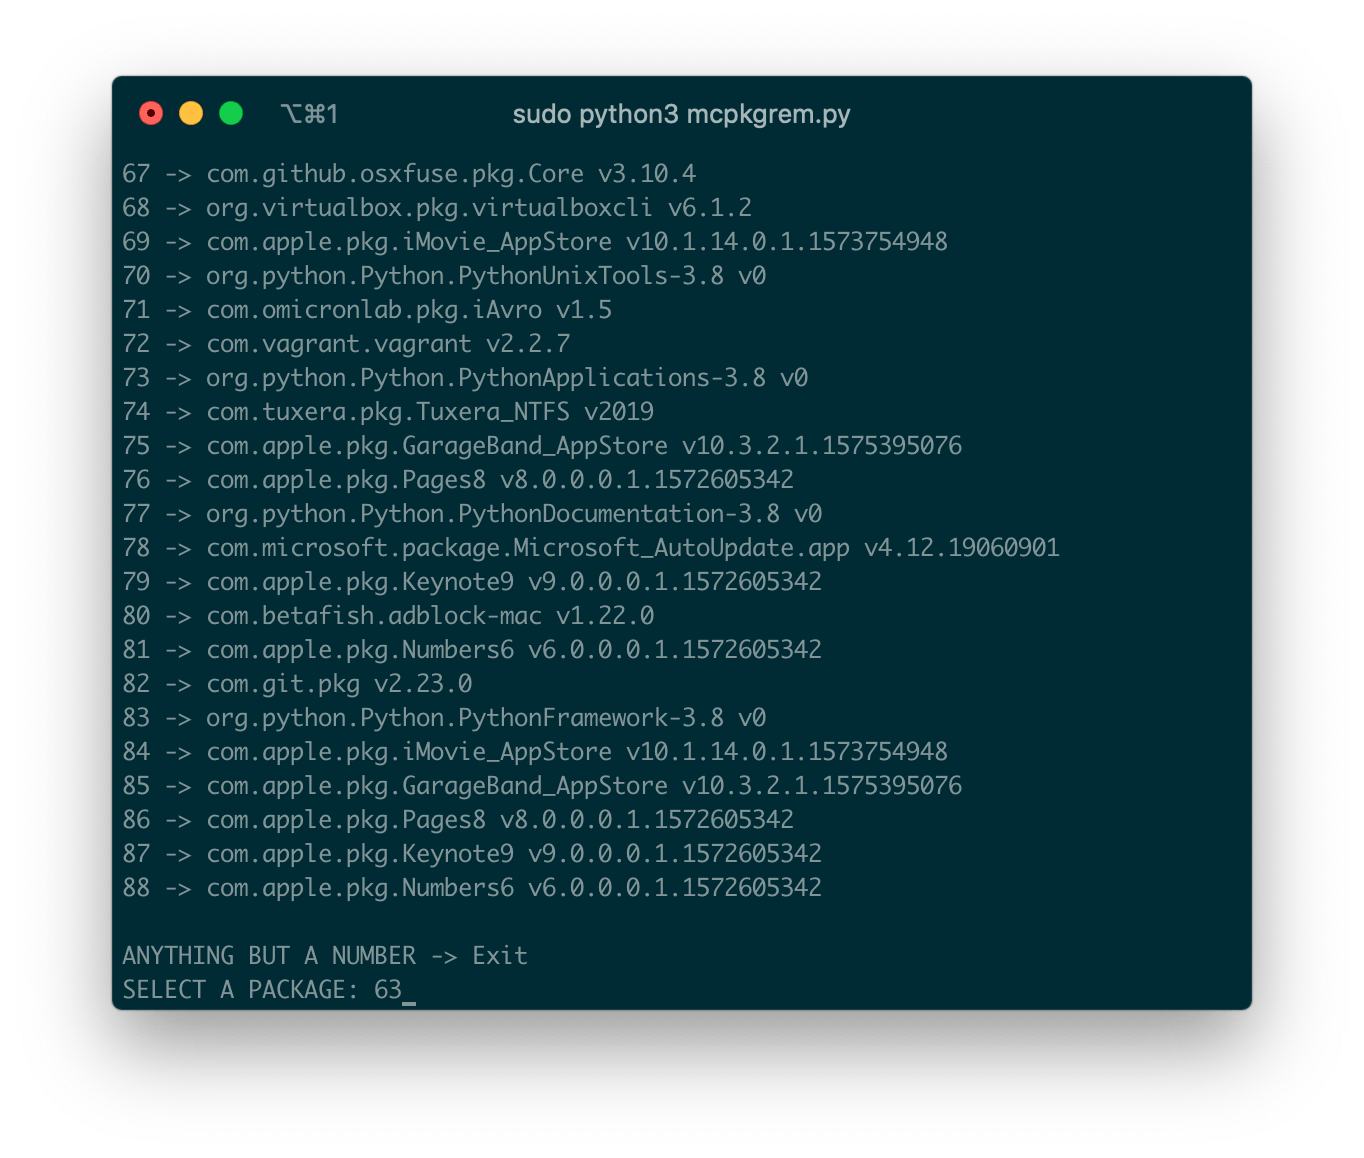 ⌥⌘1 sudo python3 mcpkgrem.py
67 -> com.github.osxfuse.pkg.Core v3.10.4
68 -> org.virtualbox.pkg.virtualboxcli v6.1.2
69 -> com.apple.pkg.iMovie_AppStore v10.1.14.0.1.1573754948
70 -> org.python.Python.PythonUnixTools-3.8 v0
71 -> com.omicronlab.pkg.iAvro v1.5
72 -> com.vagrant.vagrant v2.2.7
73 -> org.python.Python.PythonApplications-3.8 v0
74 -> com.tuxera.pkg.Tuxera_NTFS v2019
75 -> com.apple.pkg.GarageBand_AppStore v10.3.2.1.1575395076
76 -> com.apple.pkg.Pages8 v8.0.0.0.1.1572605342
77 -> org.python.Python.PythonDocumentation-3.8 v0
78 -> com.microsoft.package.Microsoft_AutoUpdate.app v4.12.19060901
79 -> com.apple.pkg.Keynote9 v9.0.0.0.1.1572605342
80 -> com.betafish.adblock-mac v1.22.0
81 -> com.apple.pkg.Numbers6 v6.0.0.0.1.1572605342
82 -> com.git.pkg v2.23.0
83 -> org.python.Python.PythonFramework-3.8 v0
84 -> com.apple.pkg.iMovie_AppStore v10.1.14.0.1.1573754948
85 -> com.apple.pkg.GarageBand_AppStore v10.3.2.1.1575395076
86 -> com.apple.pkg.Pages8 v8.0.0.0.1.1572605342
87 -> com.apple.pkg.Keynote9 v9.0.0.0.1.1572605342
88 -> com.apple.pkg.Numbers6 v6.0.0.0.1.1572605342
ANYTHING BUT A NUMBER -> Exit
SELECT A PACKAGE: 63_